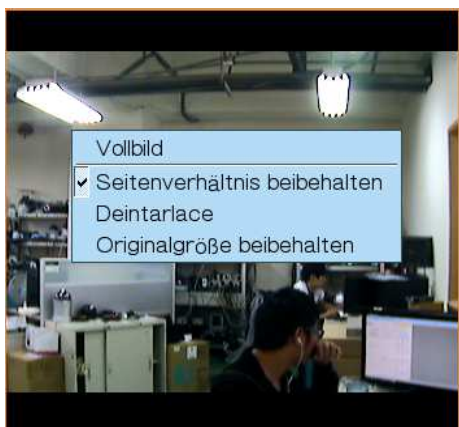 Vollbild
Seitenverhältnis beibehalten
Deintarlace
Originalgröße beibehalten